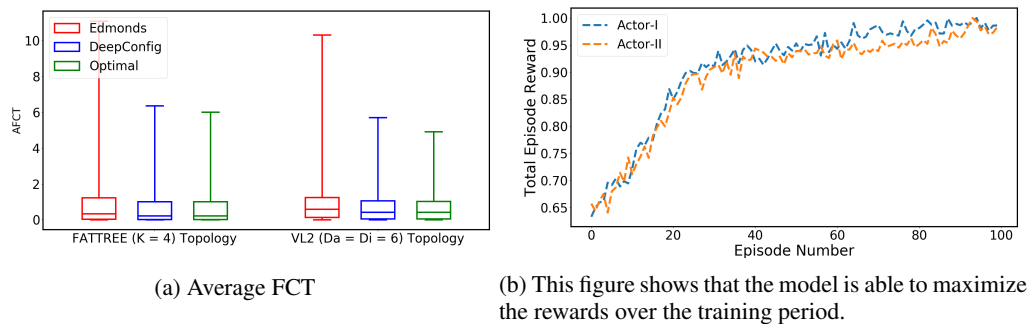 Edmonds
DeepConfig
Optimal
10
8
6
4
2
0
AFCT
FATTREE (K = 4) Topology
VL2 (Da = Di = 6) Topology
(a) Average FCT
Actor-I
Actor-II
1.00
0.95
0.90
0.85
0.80
0.75
0.70
0.65
Total Episode Reward
0 20 40 60 80 100
Episode Number
(b) This figure shows that the model is able to maximize
the rewards over the training period.